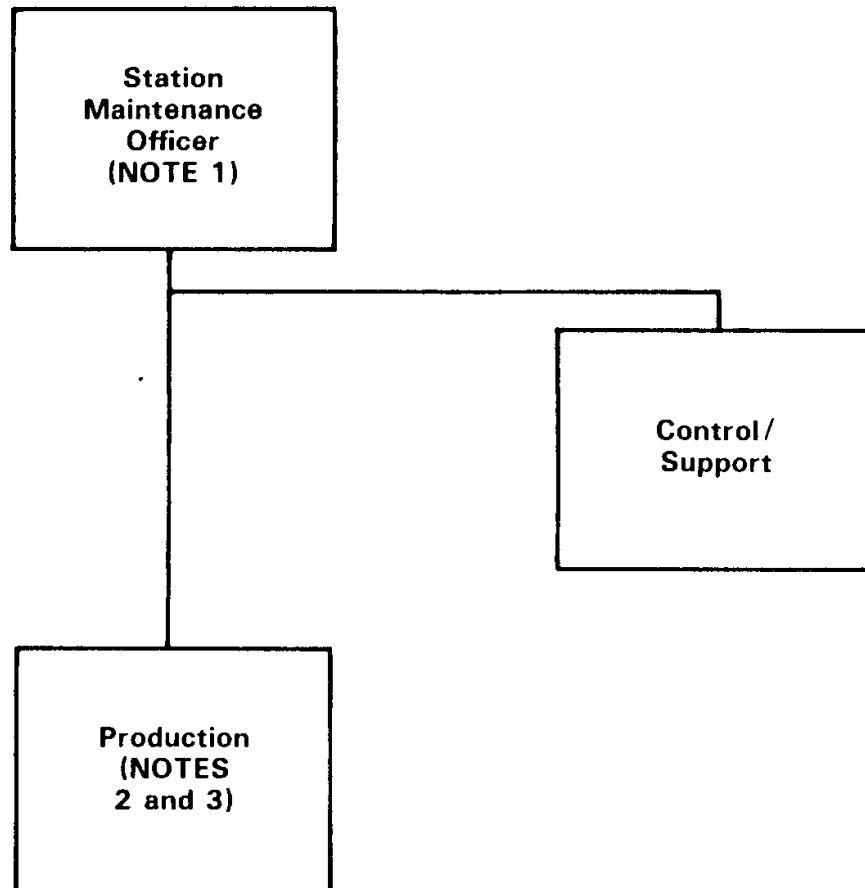 Station
Maintenance
Officer
(NOTE 1)
Control/
Support
Production
(NOTES
2 and 3)